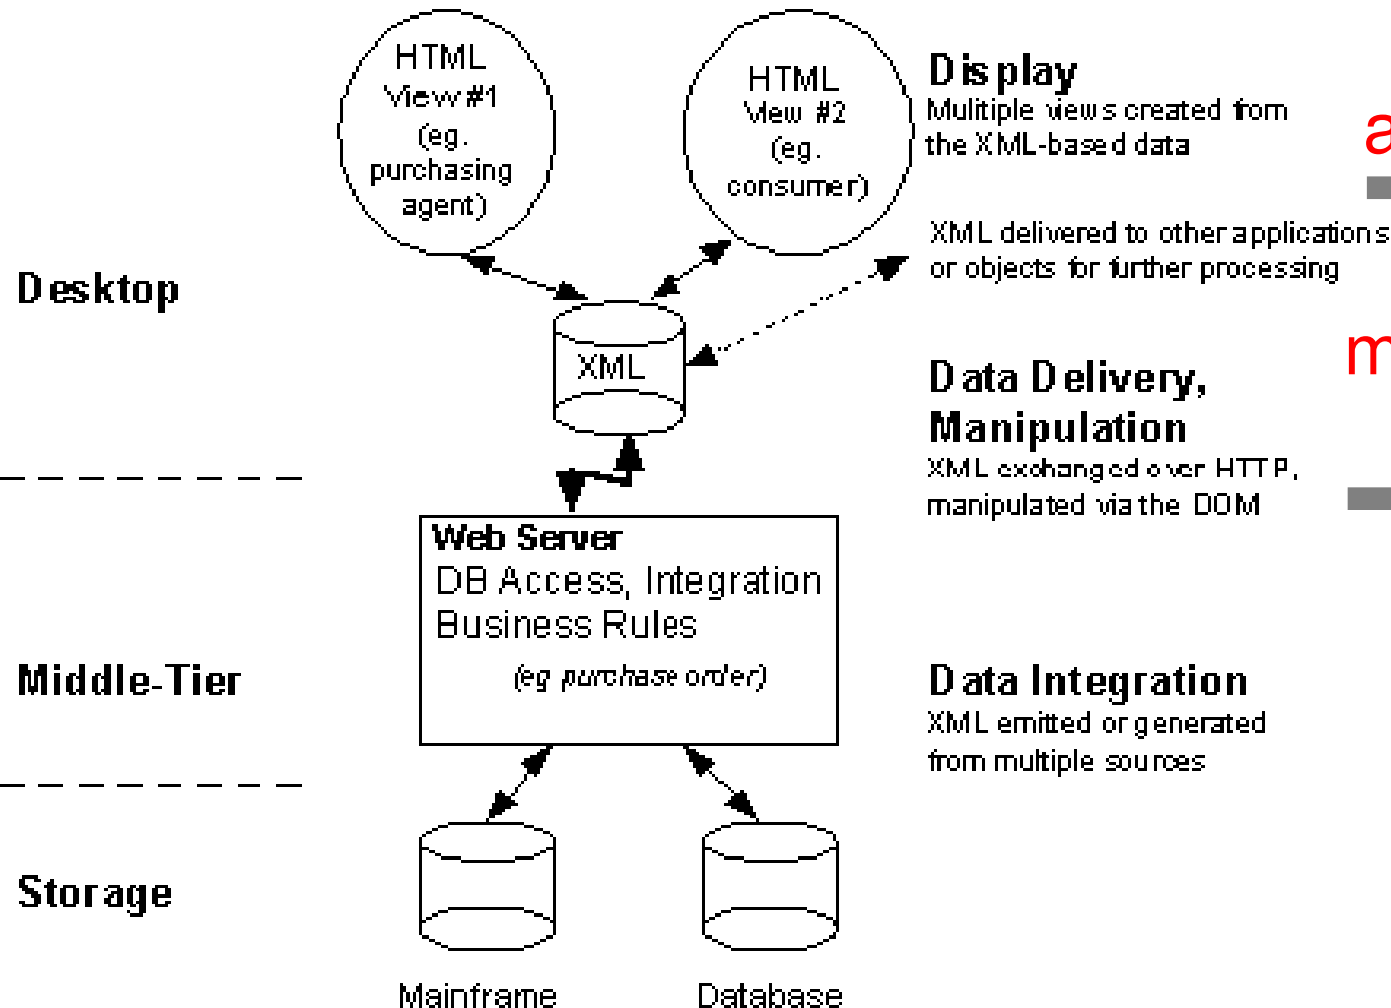 HTML
View #1
(eg.
purchasing
agent)
HTML
View #2
(eg.
consumer)
Display
Mulitiple views created from
the XML-based data
XML delivered to other applications
or objects for further processing
Desktop
XML
Data Delivery,
Manipulation
XML exchanged over HTTP,
manipulated via the DOM
Web Server
DB Access, Integration
Business Rules
(eg purchase order)
Middle-Tier
Data Integration
XML emitted or generated
from multiple sources
Storage
Mainframe
Database